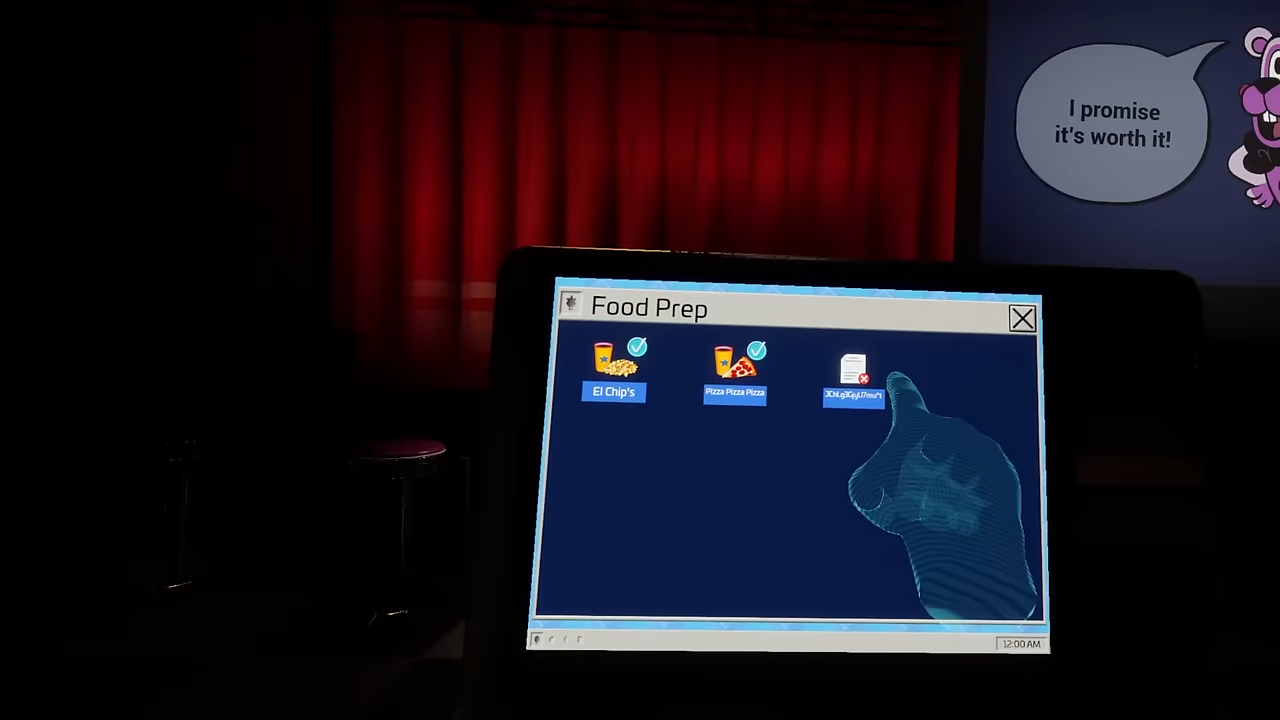 I promise
it's worth it!
Food Prep
El Chip's
Pizza Pizza Pizza
12:00 AM